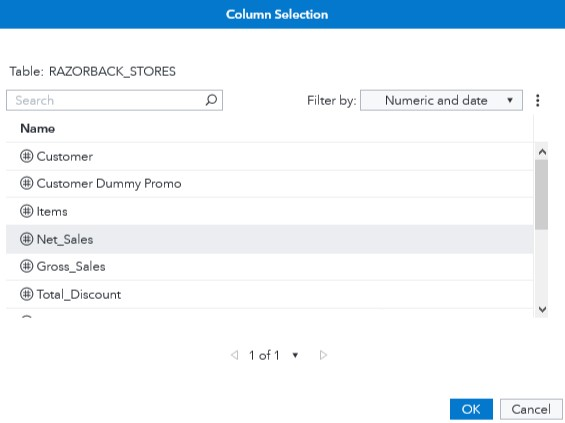 Column Selection
Table: RAZORBACK_STORES
Search
Filter by: Numeric and date
Name
Customer
Customer Dummy Promo
Items
Net_Sales
Gross_Sales
Total_Discount
1 of 1
OK Cancel